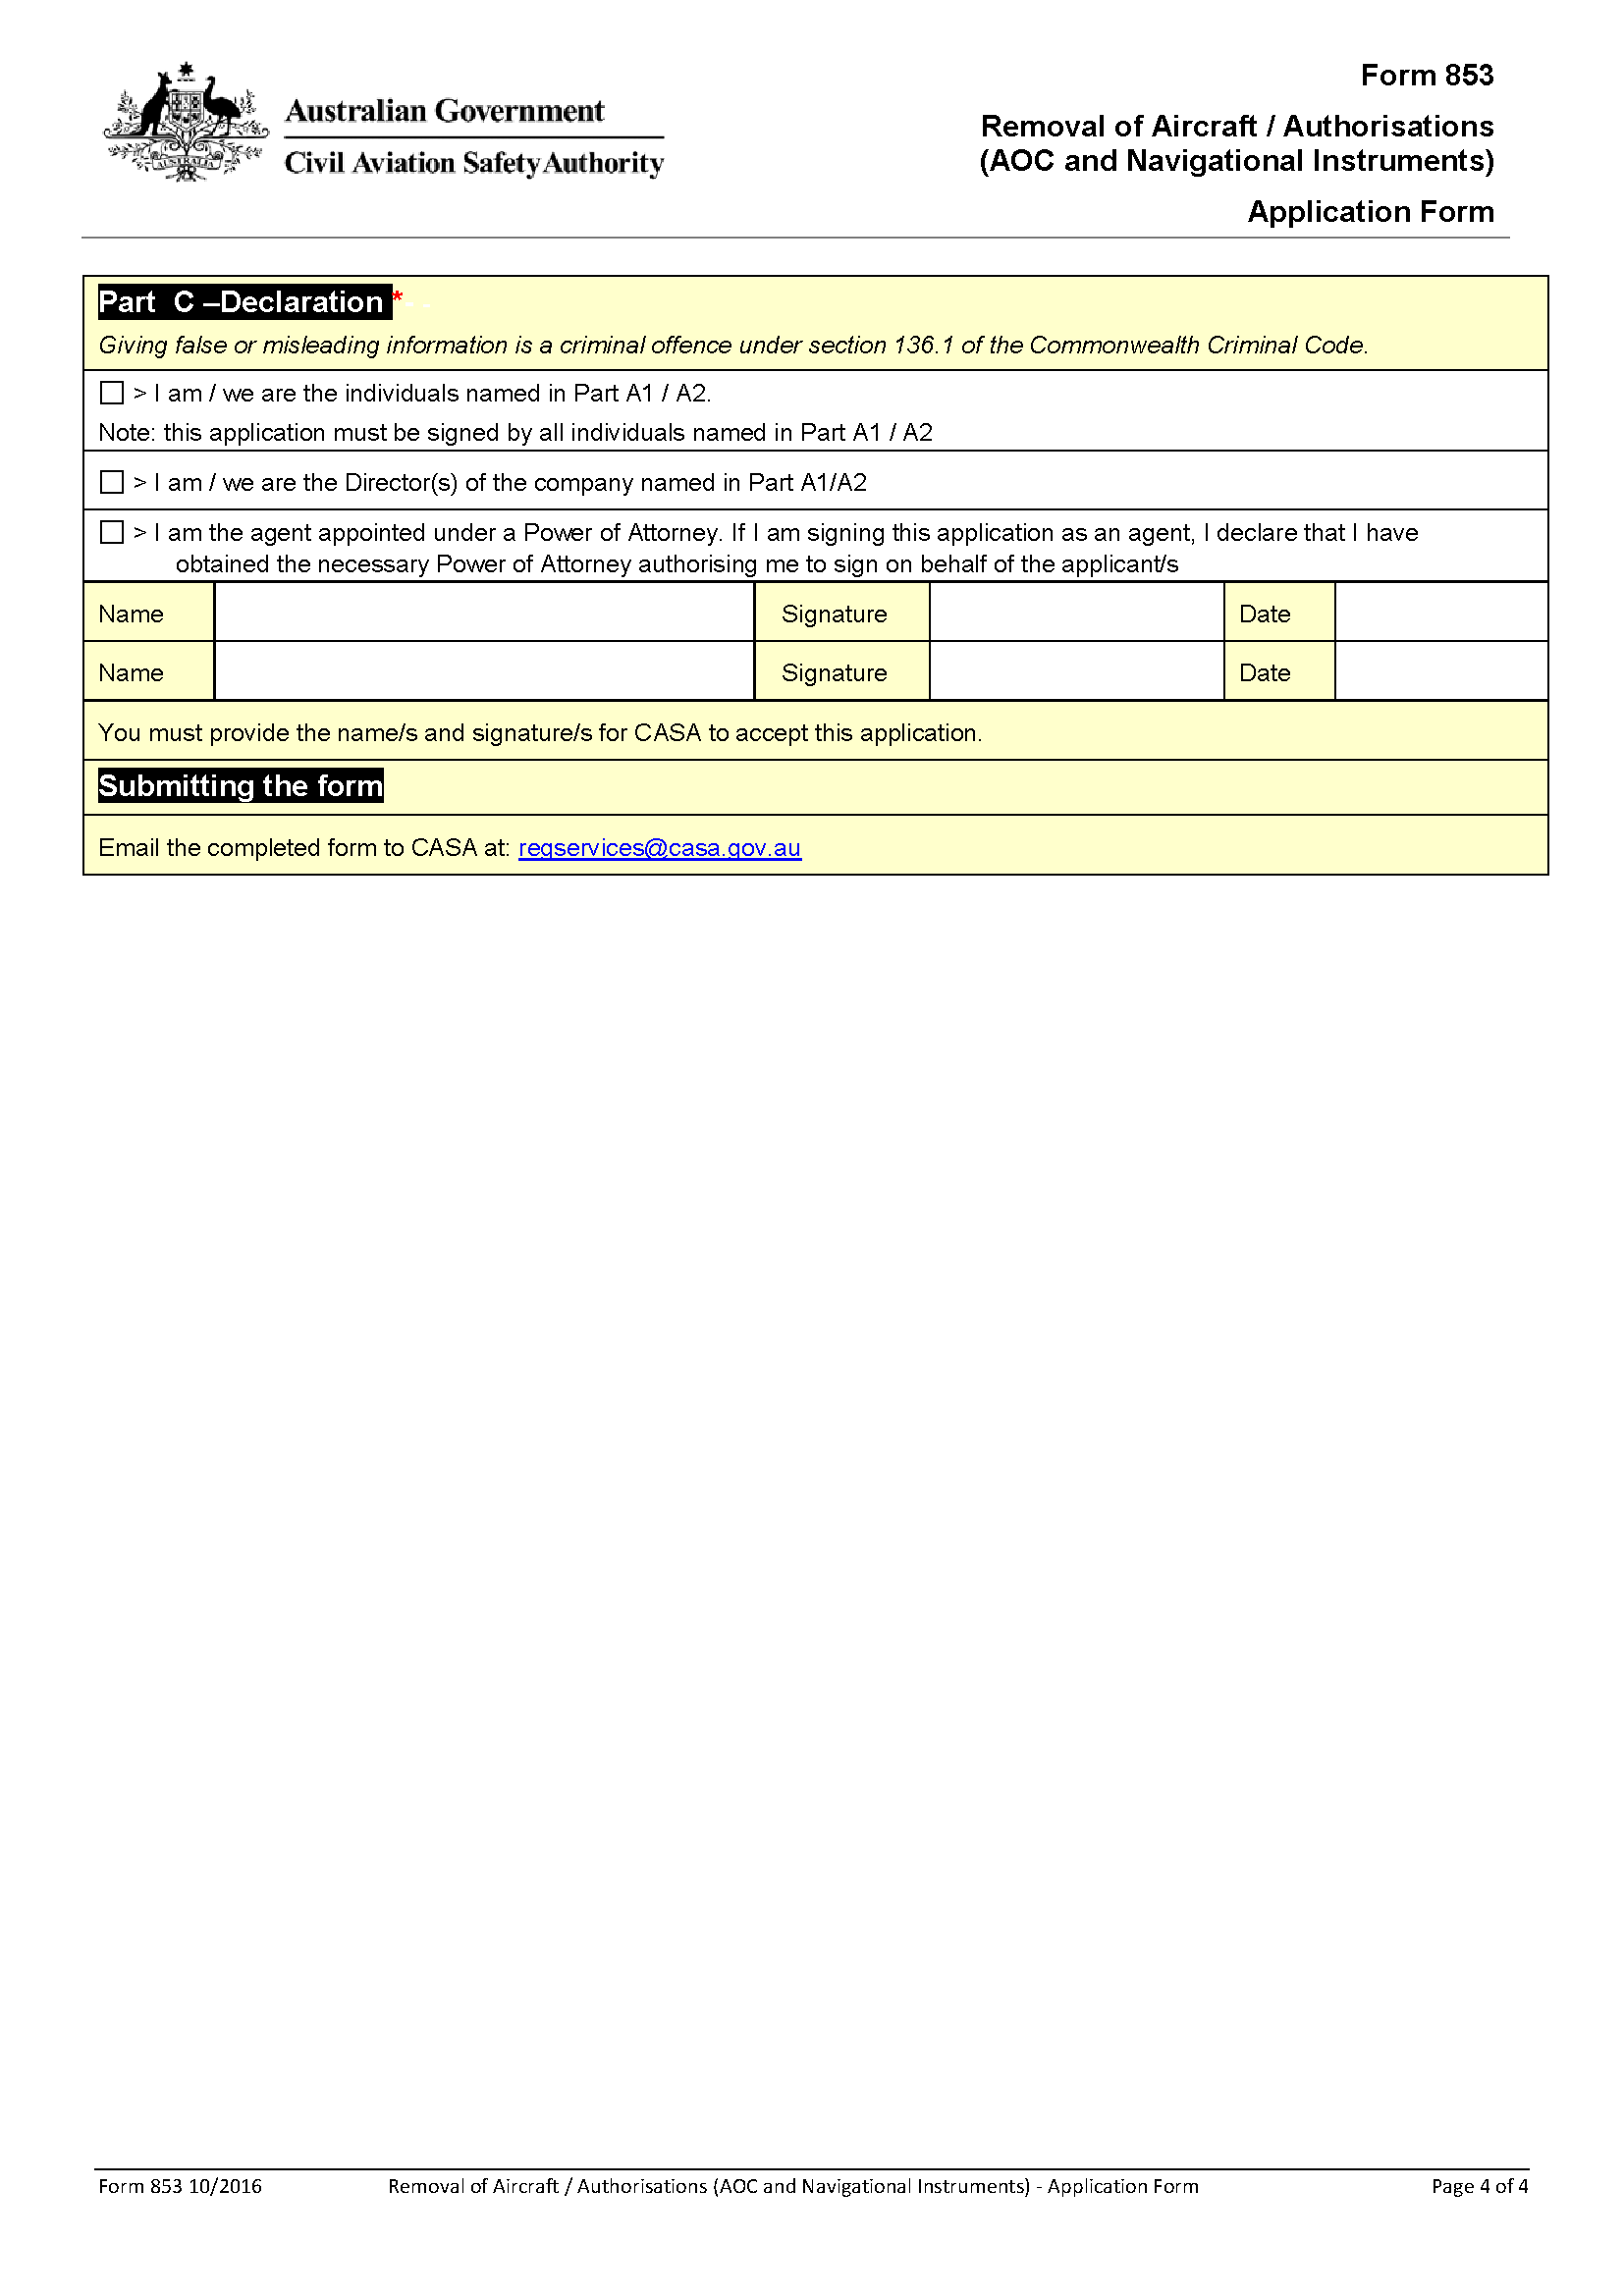 Form 853
Australian Government
Civil Aviation Safety Authority
Removal of Aircraft / Authorisations
(AOC and Navigational Instruments)
Application Form
AUSTRALIA
Part C –Declaration *- -
Giving false or misleading information is a criminal offence under section 136.1 of the Commonwealth Criminal Code.
> I am / we are the individuals named in Part A1 / A2.
Note: this application must be signed by all individuals named in Part A1 / A2
> I am / we are the Director(s) of the company named in Part A1/A2
> I am the agent appointed under a Power of Attorney. If I am signing this application as an agent, I declare that I have
obtained the necessary Power of Attorney authorising me to sign on behalf of the applicant/s
Name Signature Date
Name Signature Date
You must provide the name/s and signature/s for CASA to accept this application.
Submitting the form
Email the completed form to CASA at: regservices@casa.gov.au
Form 853 10/2016 Removal of Aircraft / Authorisations (AOC and Navigational Instruments) - Application Form Page 4 of 4